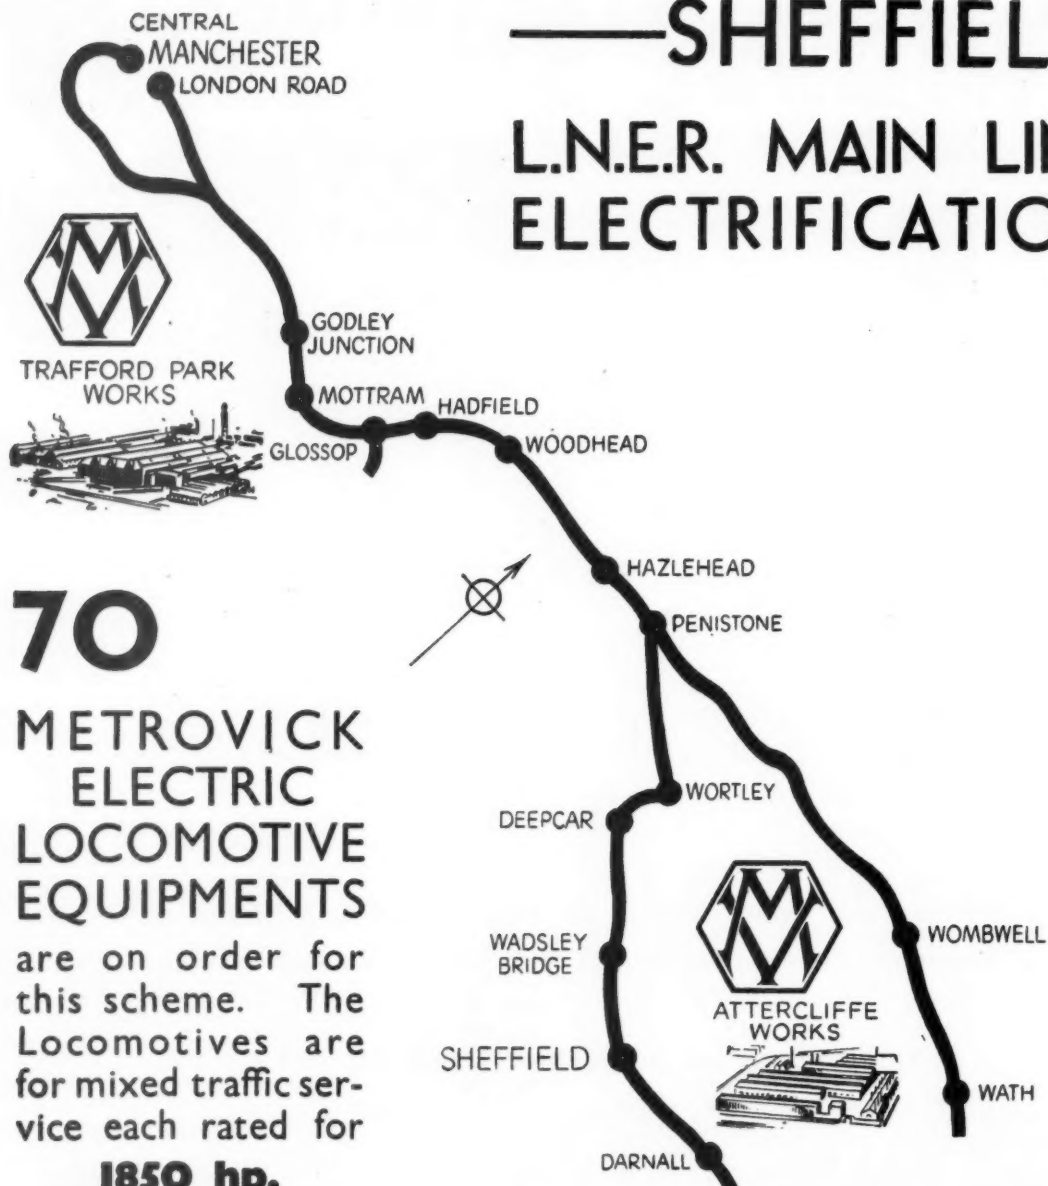 SHEFFIEL
L.N.E.R. MAIN LI
ELECTRIFICATIO
CENTRAL
MANCHESTER
LONDON ROAD
MV
TRAFFORD PARK
WORKS
GODLEY
JUNCTION
MOTTRAM
HADFIELD
GLOSSOP
WOODHEAD
HAZLEHEAD
PENISTONE
70
METROVICK
ELECTRIC
LOCOMOTIVE
EQUIPMENTS
are on order for
this scheme. The
Locomotives are
for mixed traffic ser-
vice each rated for
1850 hp.
WORTLEY
DEEPCAR
MV
ATTERCLIFFE
WORKS
WADSLEY
BRIDGE
WOMBWELL
SHEFFIELD
WATH
DARNALL